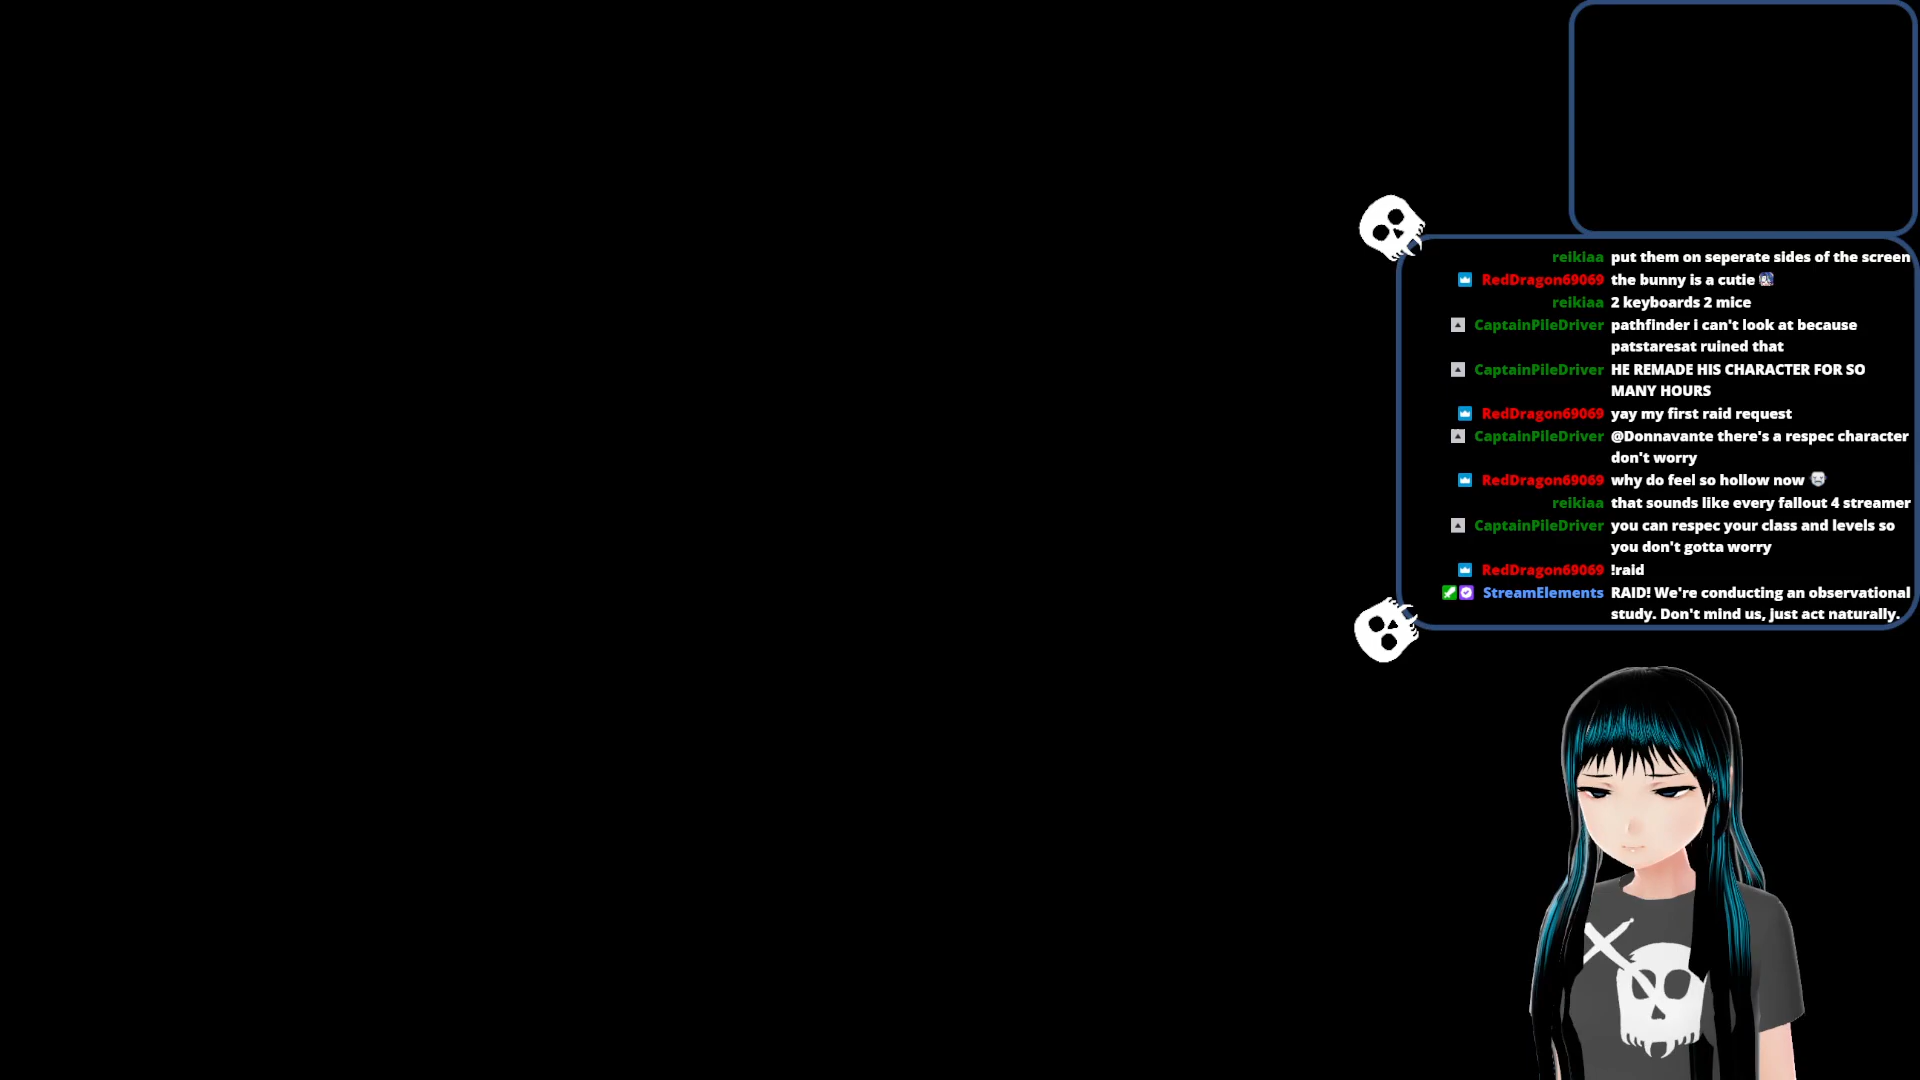 reikiaa put them on seperate sides of the screen
RedDragon69069 the bunny is a cutie
reikiaa 2 keyboards 2 mice
CaptainPileDriver pathfinder i can't look at because
patstaresat ruined that
CaptainPileDriver HE REMADE HIS CHARACTER FOR SO
MANY HOURS
RedDragon69069 yay my first raid request
CaptainPileDriver @Donnavante there's a respec character
don't worry
RedDragon69069 why do feel so hollow now
reikiaa that sounds like every fallout 4 streamer
CaptainPileDriver you can respec your class and levels so
you don't gotta worry
RedDragon69069 !raid
StreamElements RAID! We're conducting an observational
study. Don't mind us, just act naturally.